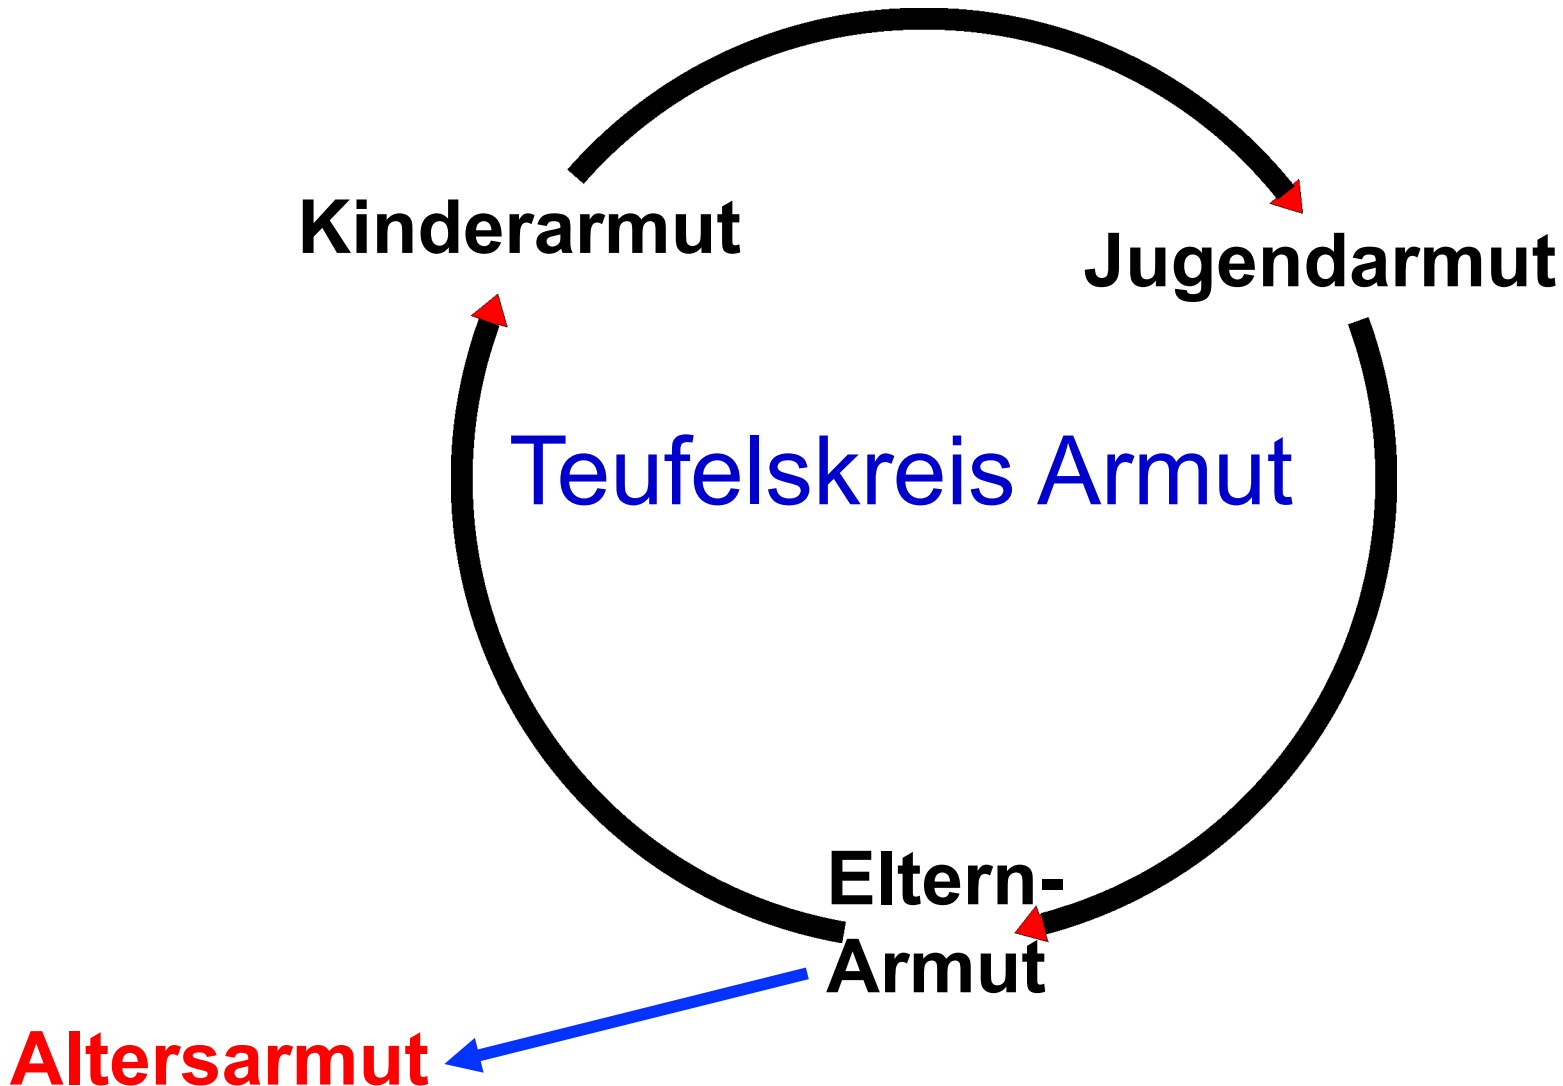 Kinderarmut
Jugendarmut
Teufelskreis Armut
Eltern-
Armut
Altersarmut